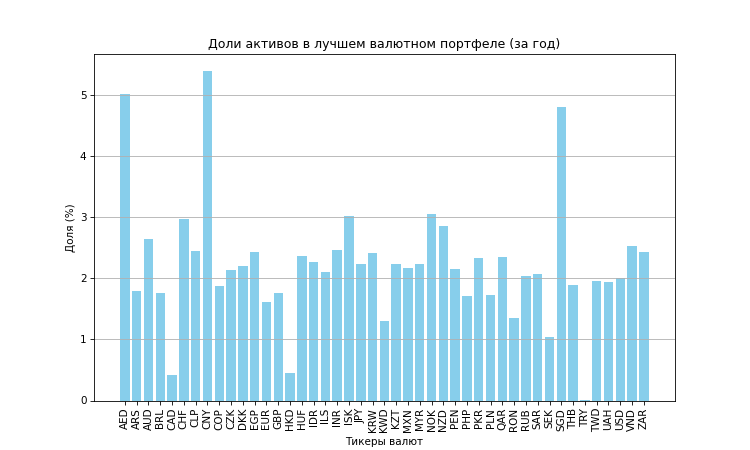 Доли активов в лучшем валютном портфеле (за год)
Доля (%)
5
4
3
2
1
0
AED ARS AUD BRL CAD CHF CLP CNY COP CZK DKK EGP EUR GBP HKD HUF IDR ILS INR ISK JPY KRW KWD KZT MXN MYR NOK NZD PEN PHP PKR PLN QAR RON RUB SAR SEK SGD THB TRY TWD UAH USD VND ZAR
Тикеры валют